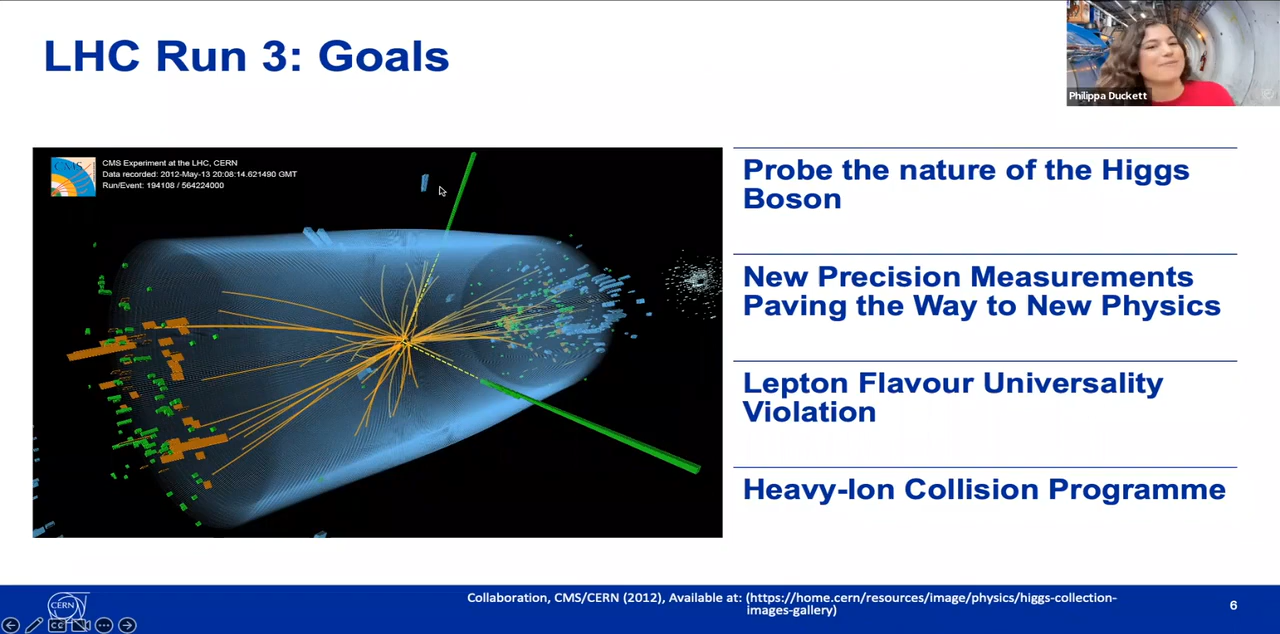 LHC Run 3: Goals
Philippa Duckett
CMS
CMS Experiment at the LHC, CERN
Data recorded: 2012-May-13 20:08:14.621490 GMT
Run/Event: 194108 / 564224000
Probe the nature of the Higgs
Boson
New Precision Measurements
Paving the Way to New Physics
Lepton Flavour Universality
Violation
Heavy-Ion Collision Programme
CERN
Collaboration, CMS/CERN (2012), Available at: (https://home.cern/resources/image/physics/higgs-collection-
images-gallery)
6
CC